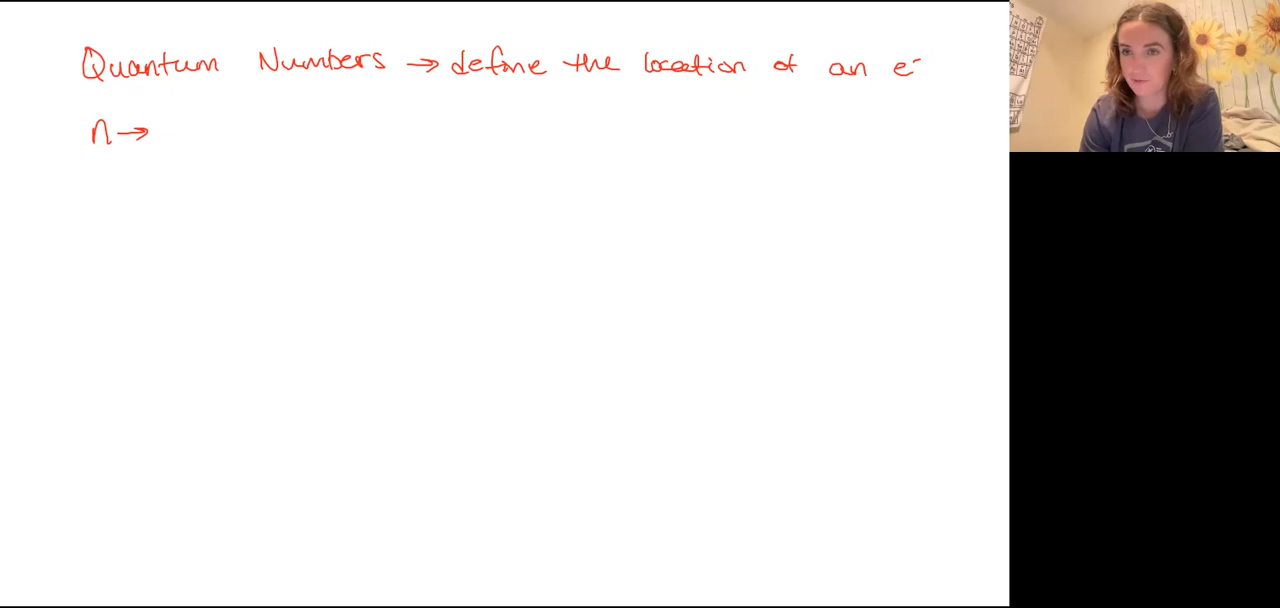 Quantum Numbers → define the location of an e⁻
n →